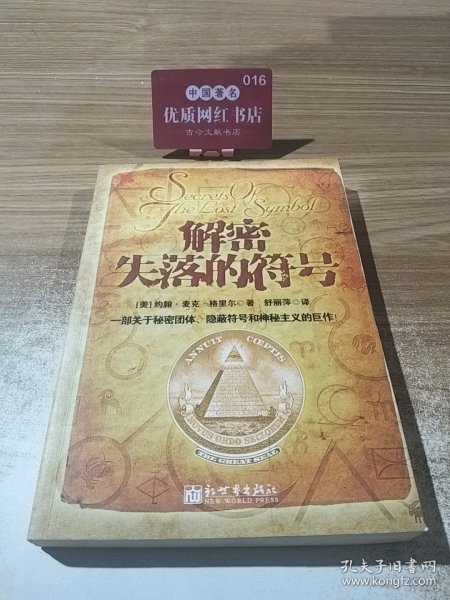 016
中国著名
优质网红书店
古今文献书店
Secrets Of
The Lost Symbol
解密
失落的符号
[美]约翰·麦克·格里尔 著 舒丽萍 译
一部关于秘密团体、隐蔽符号和神秘主义的巨作!
ANNUIT CŒPTIS
NOVUS ORDO SECLORUM
THE GREAT SEAL
新世界出版社
NEW WORLD PRESS
孔夫子旧书网
www.kongfz.com